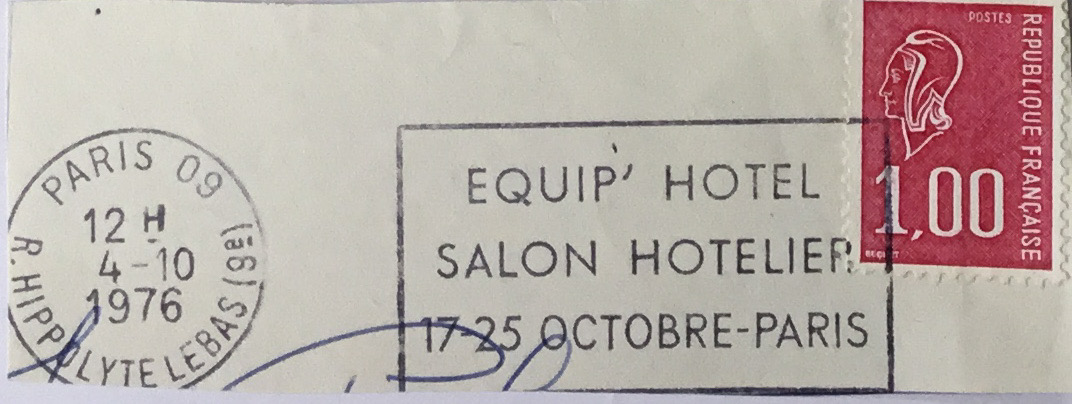 PARIS 09
12 H
4-10
1976
R. HIPPOLYTE LEBAS (9E)
EQUIP' HOTEL
SALON HOTELIER
17-25 OCTOBRE-PARIS
POSTES
REPUBLIQUE FRANÇAISE
1,00
BEQUET